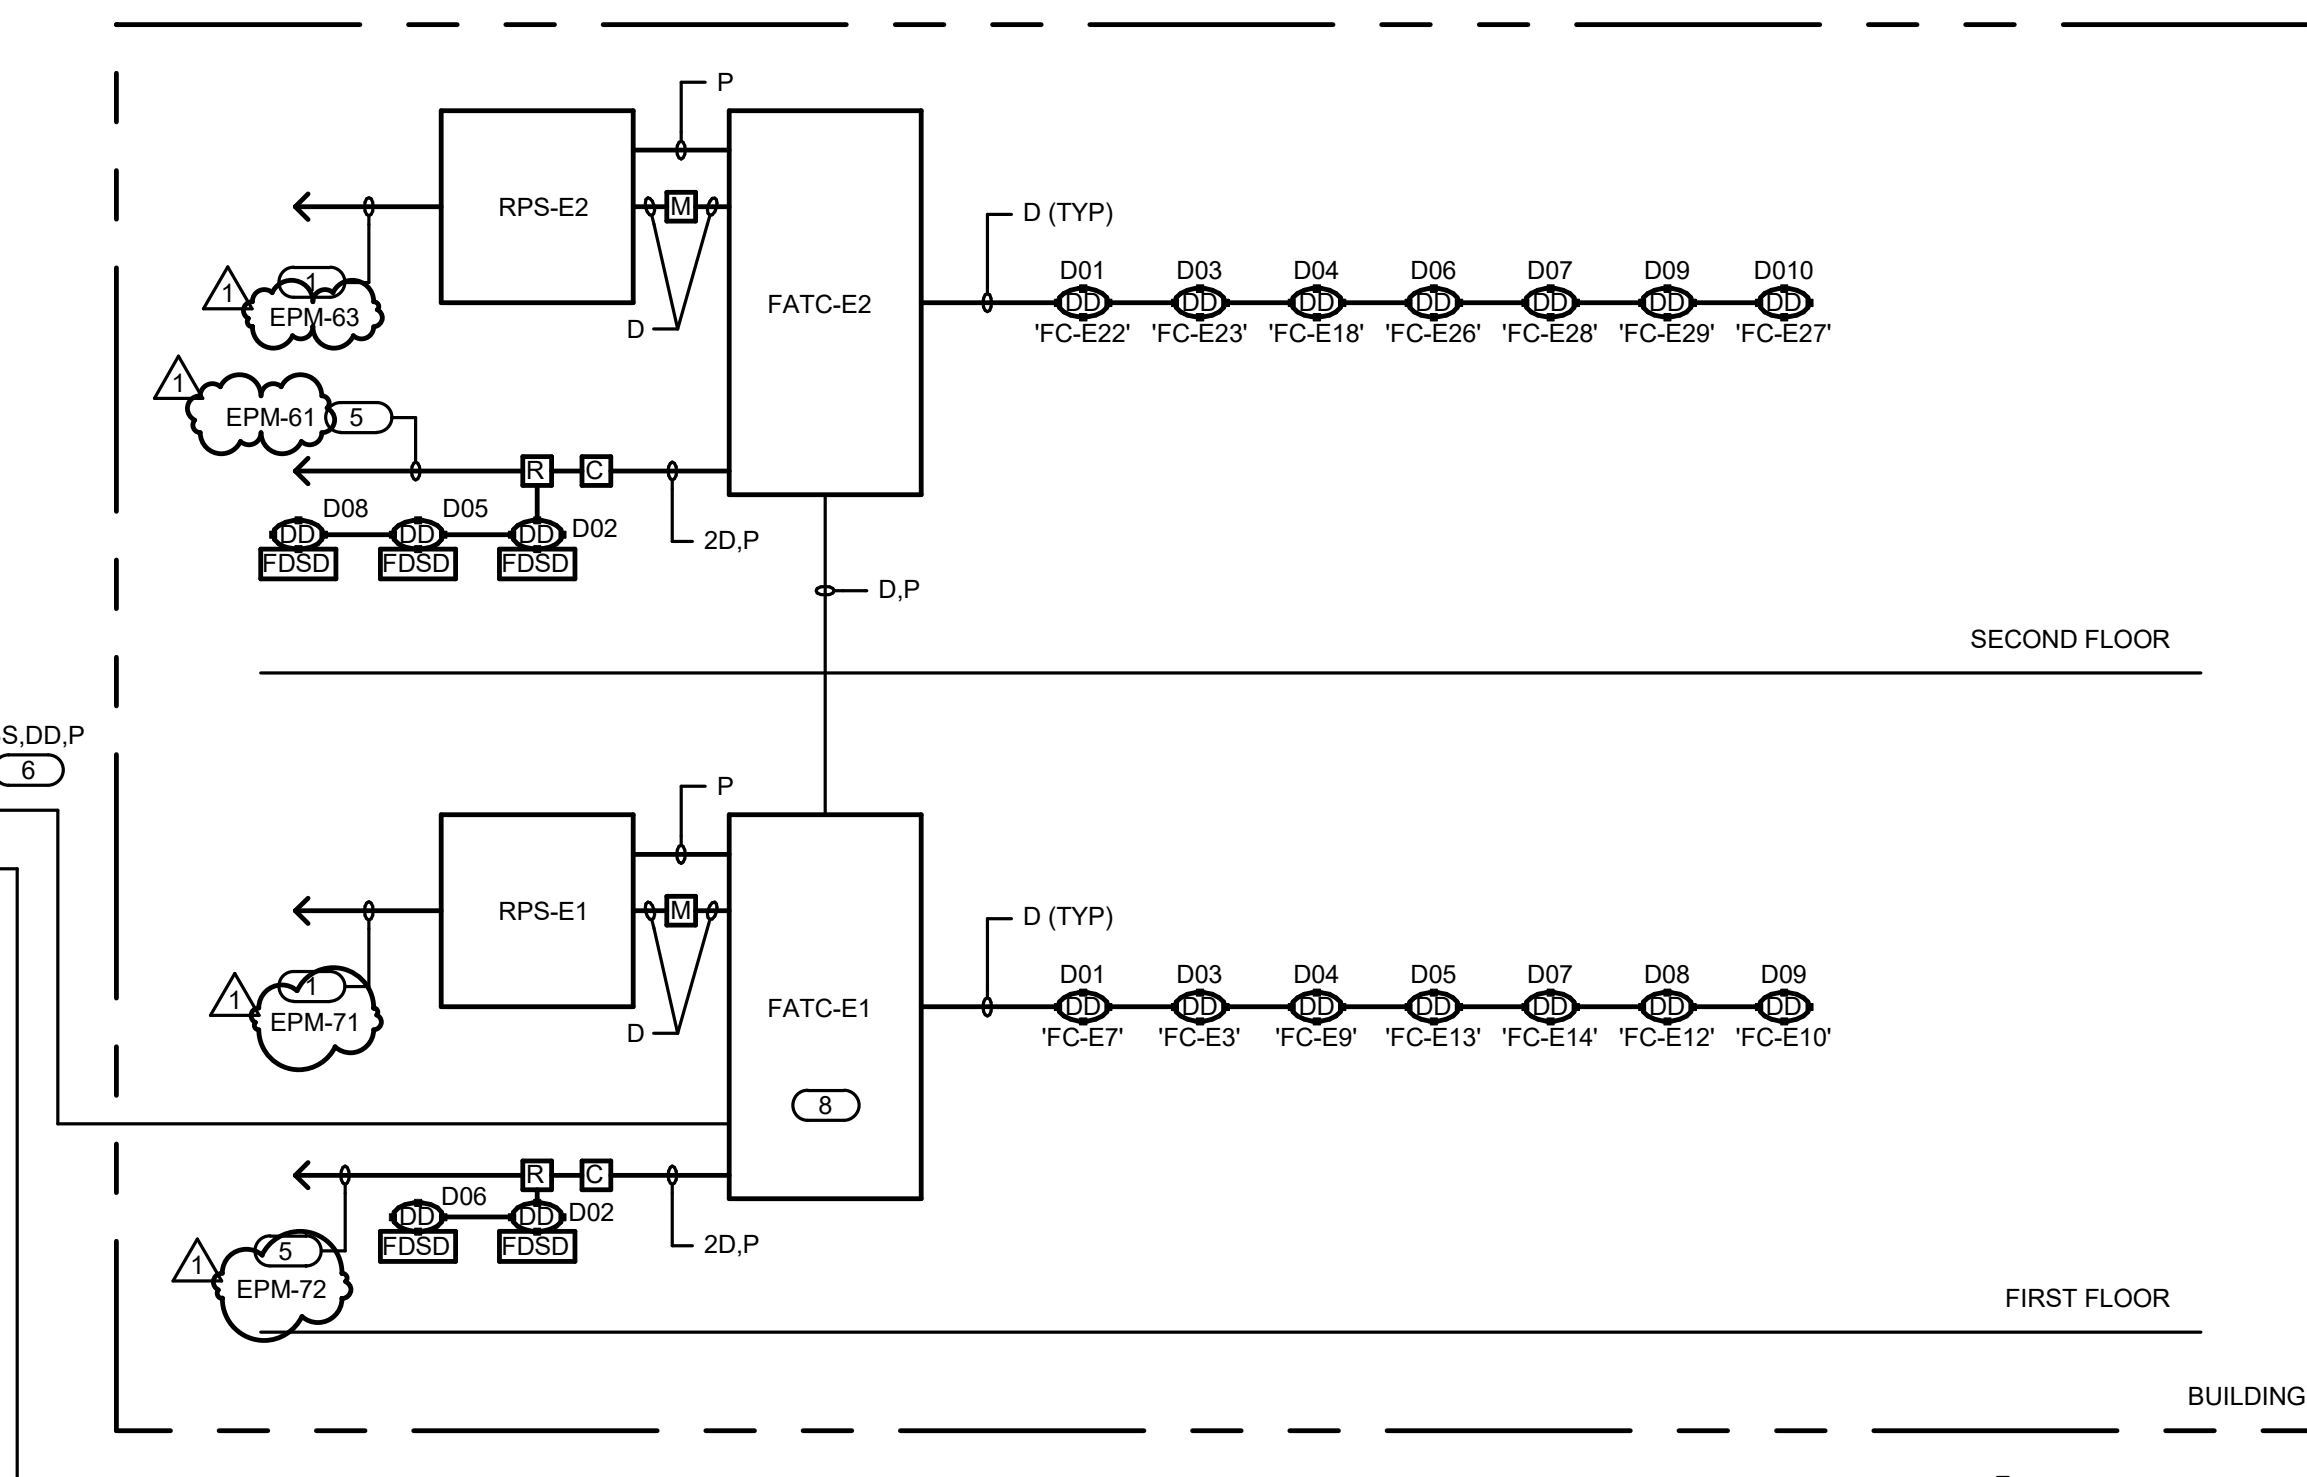 P
RPS-E2
M
D
FATC-E2
D (TYP)
D01 D03 D04 D06 D07 D09 D010
DD DD DD DD DD DD DD
'FC-E22' 'FC-E23' 'FC-E18' 'FC-E26' 'FC-E28' 'FC-E29' 'FC-E27'
1
1
EPM-63
1
EPM-61 5
R C
2D,P
D08 D05 D02
DD DD DD
FDSD FDSD FDSD
D,P
SECOND FLOOR
S,DD,P
6
P
RPS-E1
M
D
FATC-E1
8
D (TYP)
D01 D03 D04 D05 D07 D08 D09
DD DD DD DD DD DD DD
'FC-E7' 'FC-E3' 'FC-E9' 'FC-E13' 'FC-E14' 'FC-E12' 'FC-E10'
1
1
EPM-71
R C
2D,P
D06 D02
DD DD
FDSD FDSD
1
5
EPM-72
FIRST FLOOR
BUILDING